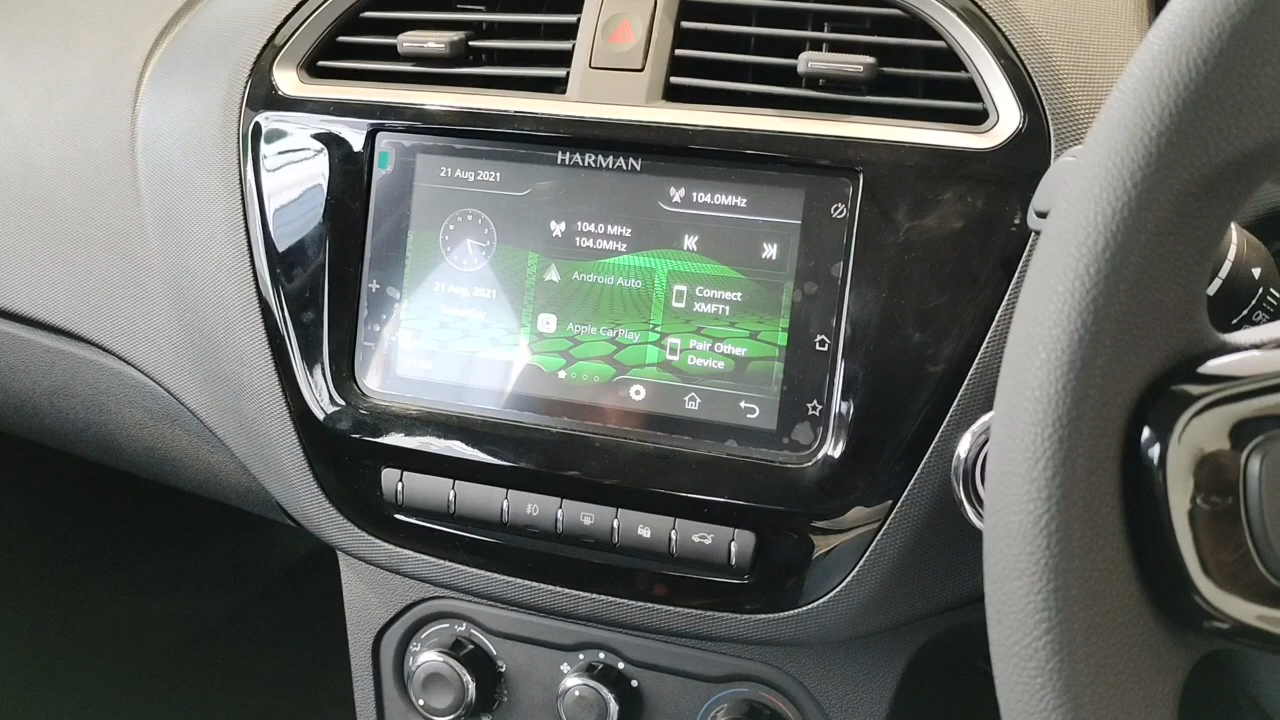 HARMAN
21 Aug 2021
104.0MHz
104.0 MHz
104.0MHz
Android Auto
Connect
XMFT1
21 Aug, 2021
Saturday
Apple CarPlay
Pair Other
Device